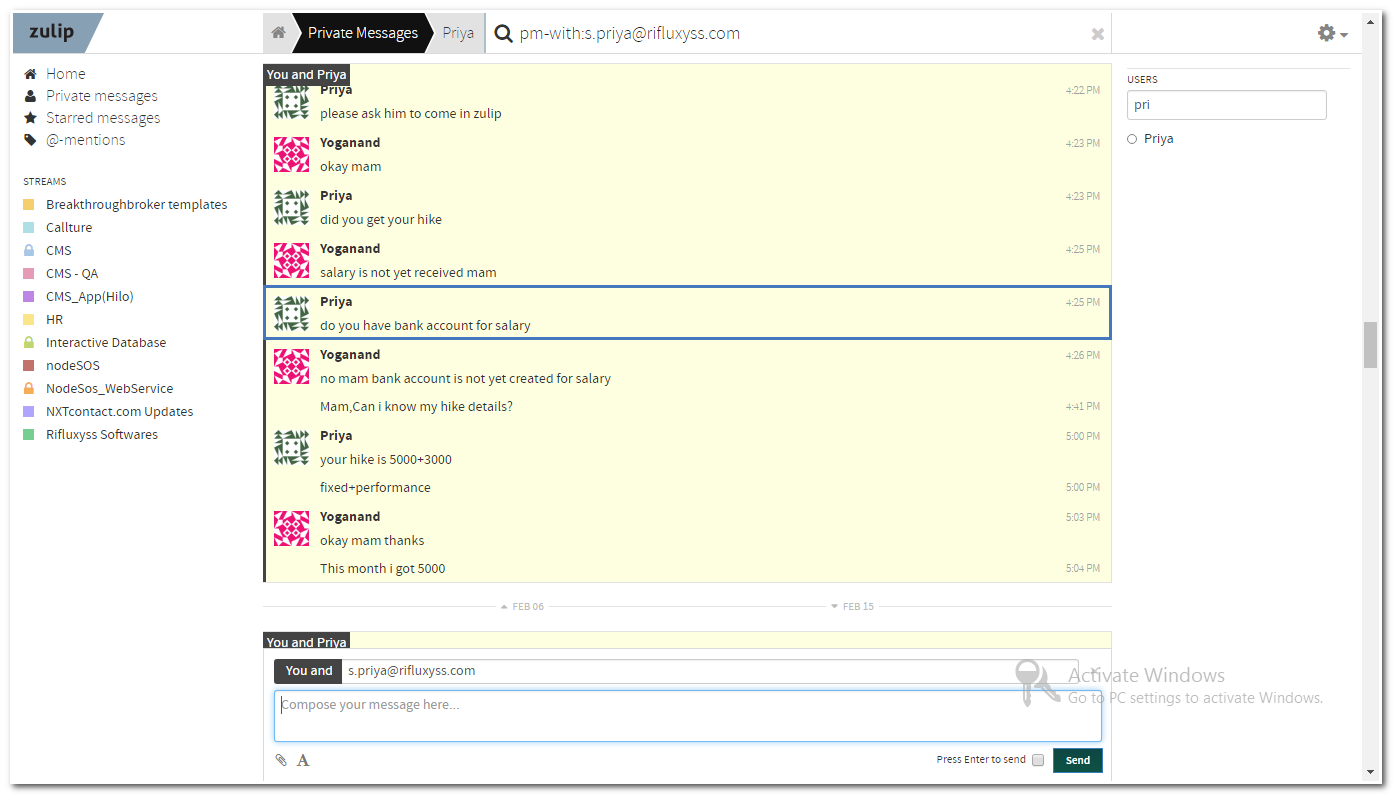 zulip
Private Messages
Priya
pm-with:s.priya@rifluxyss.com
Home
Private messages
Starred messages
@-mentions
STREAMS
Breakthroughbroker templates
Callture
CMS
CMS - QA
CMS_App(Hilo)
HR
Interactive Database
nodeSOS
NodeSos_WebService
NXTcontact.com Updates
Rifluxyss Softwares
You and Priya
Priya 4:22 PM
please ask him to come in zulip
Yoganand 4:23 PM
okay mam
Priya 4:23 PM
did you get your hike
Yoganand 4:25 PM
salary is not yet received mam
Priya 4:25 PM
do you have bank account for salary
Yoganand 4:26 PM
no mam bank account is not yet created for salary
Mam,Can i know my hike details? 4:41 PM
Priya 5:00 PM
your hike is 5000+3000
fixed+performance 5:00 PM
Yoganand 5:03 PM
okay mam thanks
This month i got 5000 5:04 PM
FEB 06 FEB 15
You and Priya
You and s.priya@rifluxyss.com
Compose your message here...
Press Enter to send
Send
USERS
pri
Priya
Activate Windows
Go to PC settings to activate Windows.